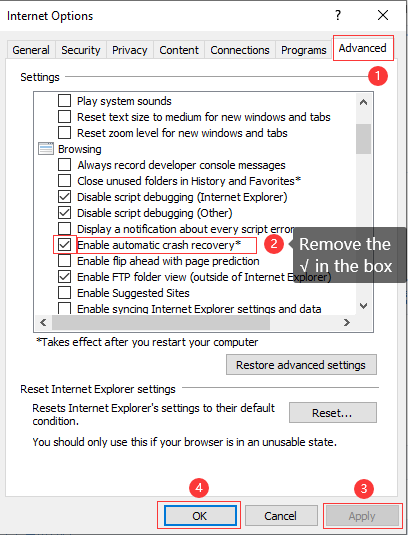 Internet Options
General Security Privacy Content Connections Programs Advanced
1
Settings
Play system sounds
Reset text size to medium for new windows and tabs
Reset zoom level for new windows and tabs
Browsing
Always record developer console messages
Close unused folders in History and Favorites*
Disable script debugging (Internet Explorer)
Disable script debugging (Other)
Display a notification about every script error
Enable automatic crash recovery*
2
Remove the
√ in the box
Enable flip ahead with page prediction
Enable FTP folder view (outside of Internet Explorer)
Enable Suggested Sites
Enable syncing Internet Explorer settings and data
*Takes effect after you restart your computer
Restore advanced settings
Reset Internet Explorer settings
Resets Internet Explorer's settings to their default
condition.
Reset...
You should only use this if your browser is in an unusable state.
4
3
OK Cancel Apply